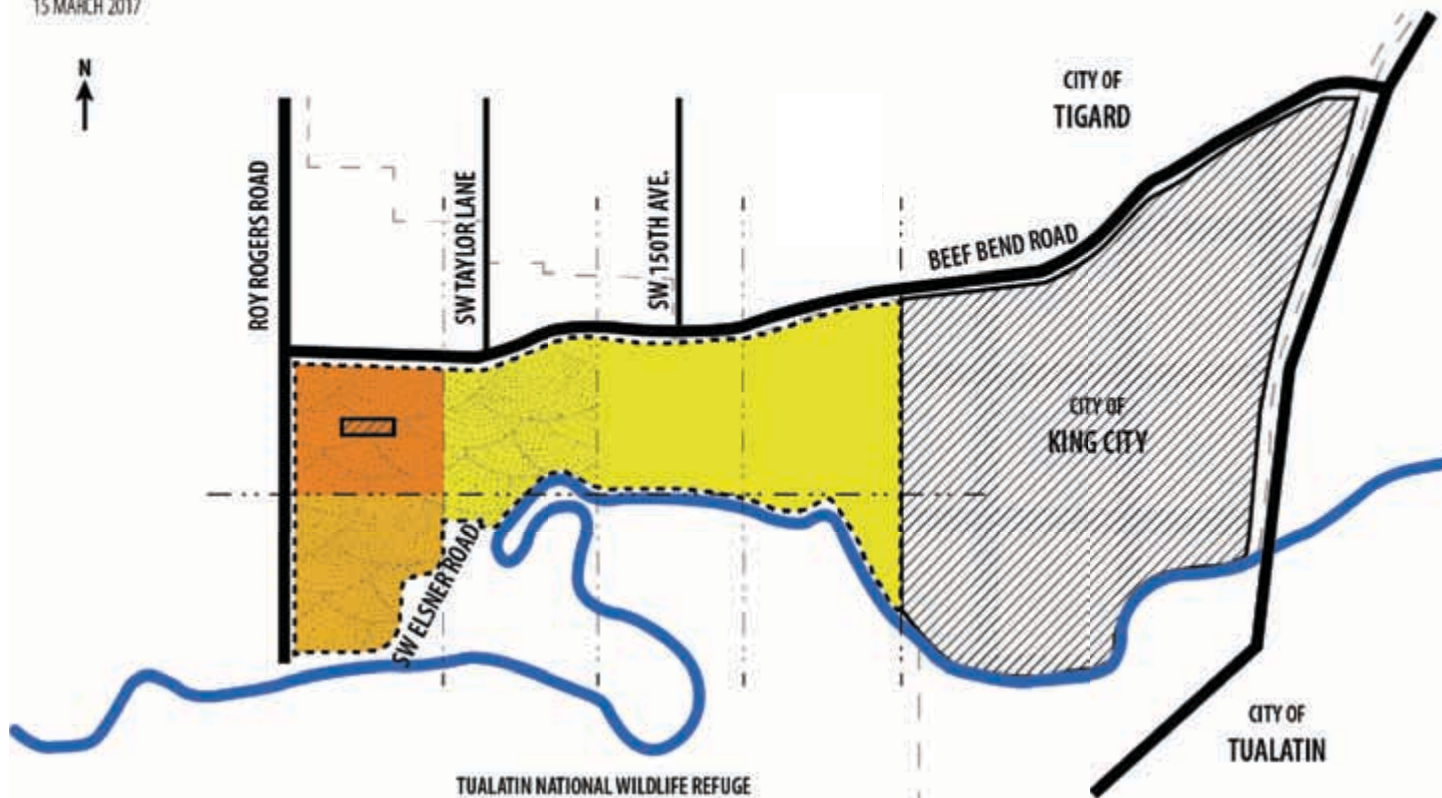 15 MARCH 2017
N
CITY OF
TIGARD
ROY ROGERS ROAD
SW TAYLOR LANE
SW 150TH AVE.
BEEF BEND ROAD
CITY OF
KING CITY
SW ELSNER ROAD
CITY OF
TUALATIN
TUALATIN NATIONAL WILDLIFE REFUGE